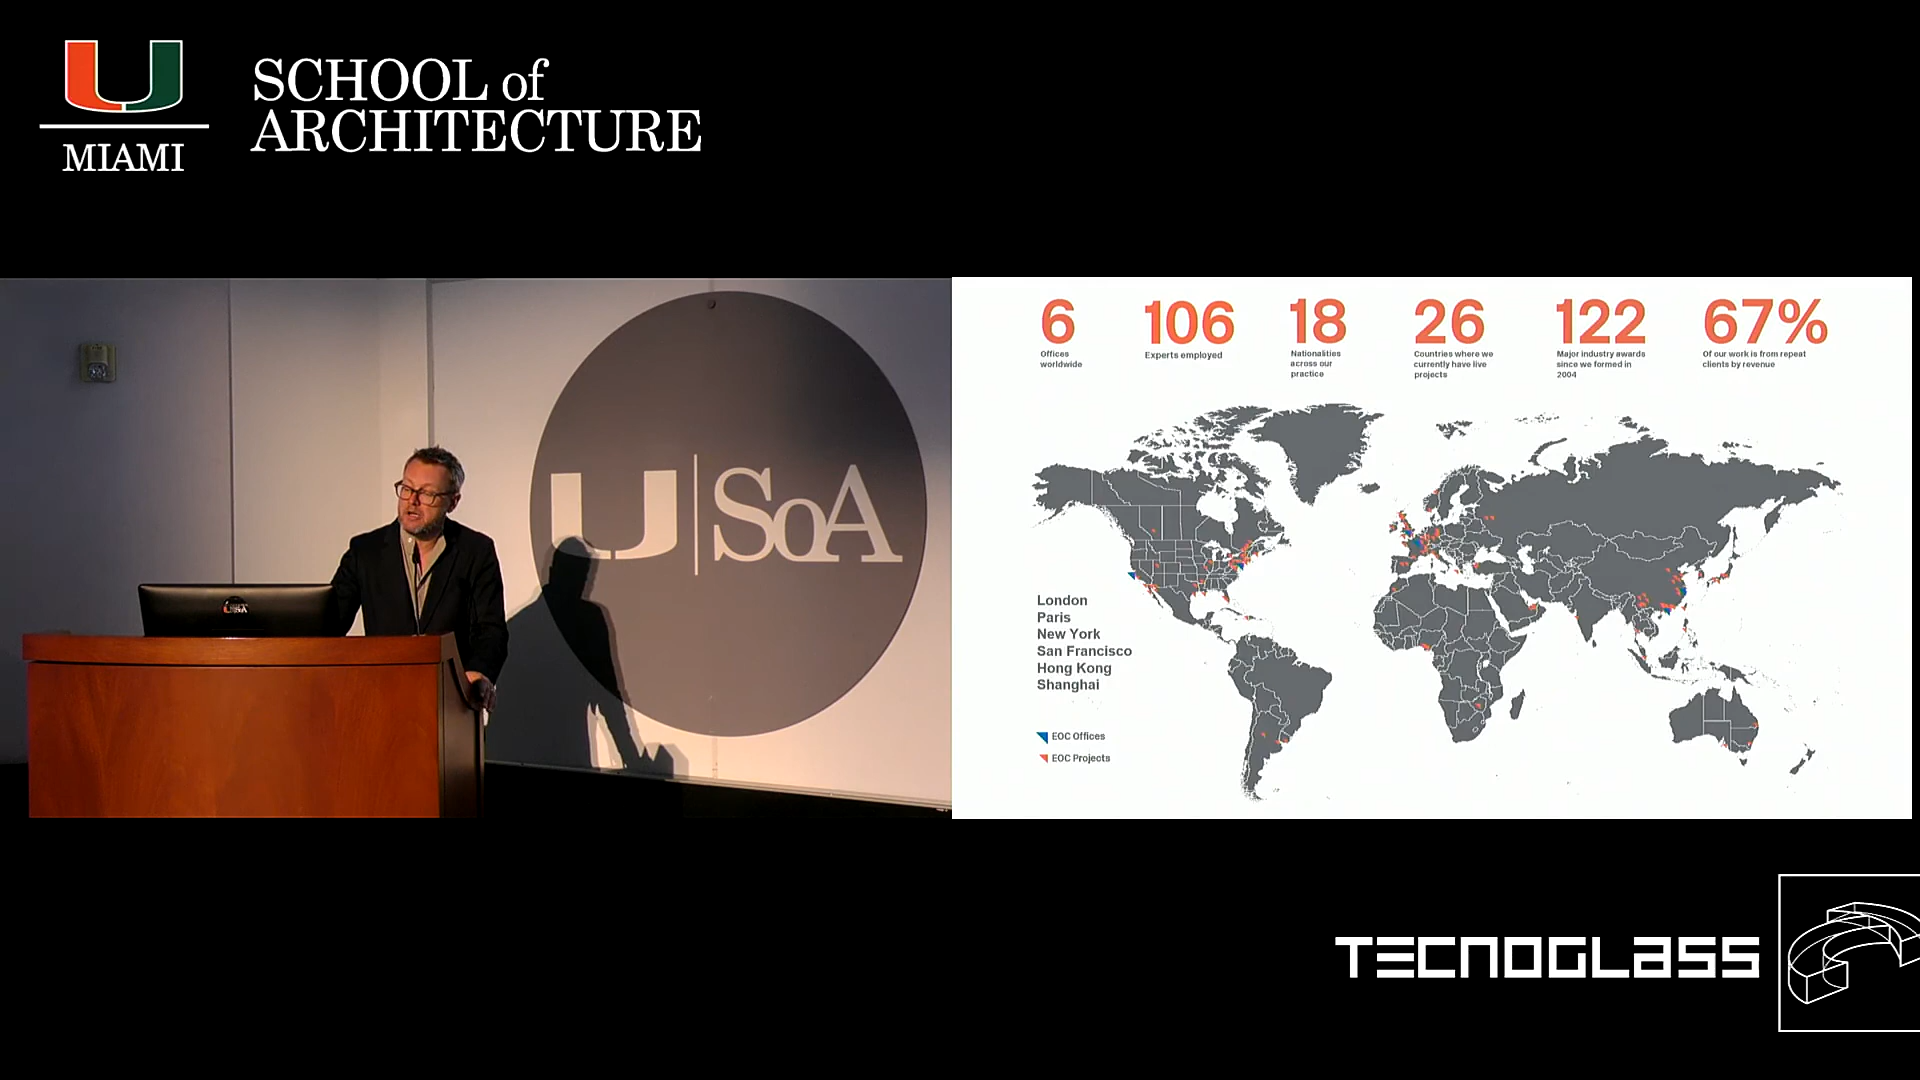 SCHOOL of
ARCHITECTURE
MIAMI
U SoA
USoA
6
Offices
worldwide
106
Experts employed
18
Nationalities
across our
practice
26
Countries where we
currently have live
projects
122
Major industry awards
since we formed in
2004
67%
Of our work is from repeat
clients by revenue
London
Paris
New York
San Francisco
Hong Kong
Shanghai
EOC Offices
EOC Projects
TECNOGLASS